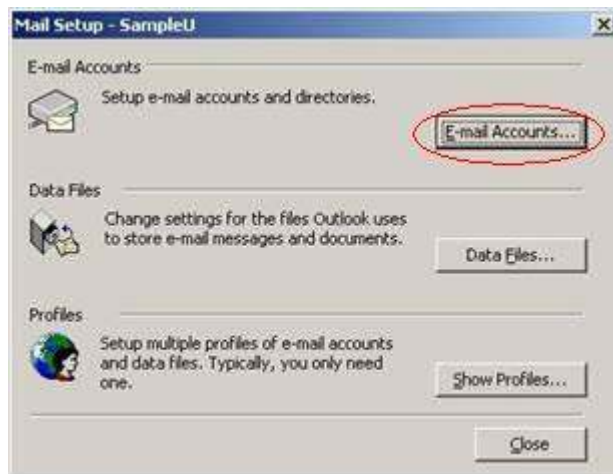 Mail Setup - SampleU
E-mail Accounts
Setup e-mail accounts and directories.
E-mail Accounts...
Data Files
Change settings for the files Outlook uses
to store e-mail messages and documents.
Data Files...
Profiles
Setup multiple profiles of e-mail accounts
and data files. Typically, you only need
one.
Show Profiles...
Close